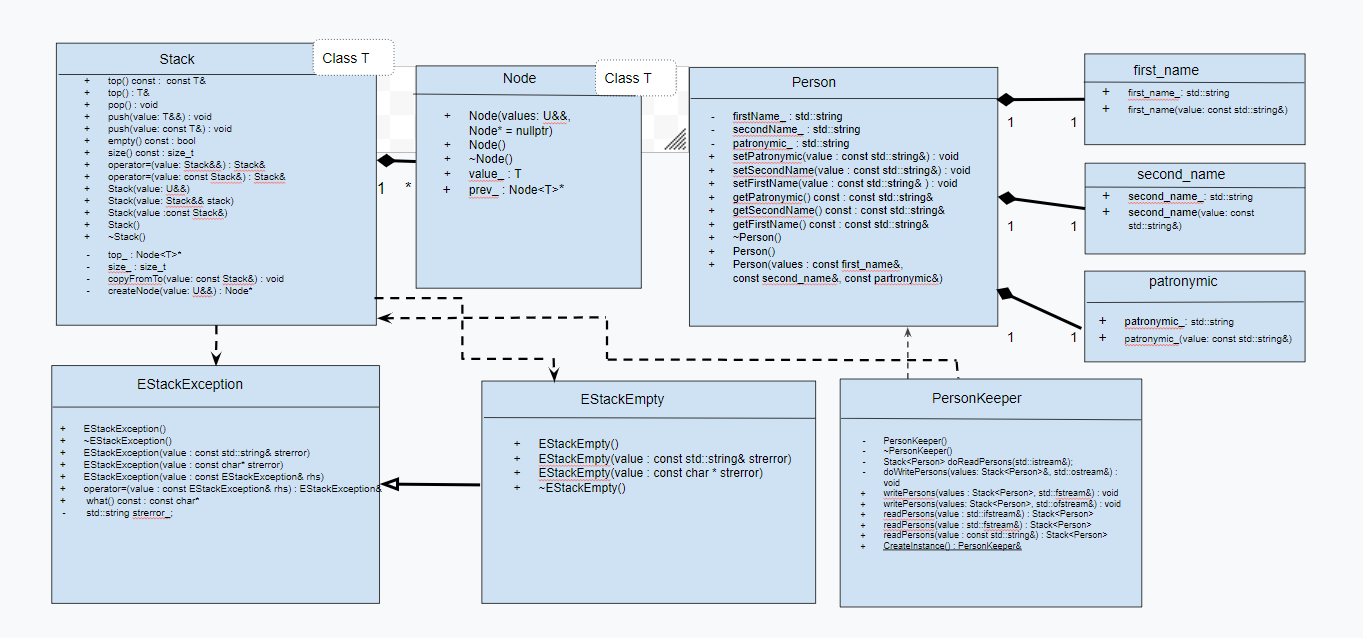 Stack
Class T
+ top() const : const T&
+ top() : T&
+ pop() : void
+ push(value: T&&) : void
+ push(value: const T&) : void
+ empty() const : bool
+ size() const : size_t
+ operator=(value: Stack&&) : Stack&
+ operator=(value: const Stack&) : Stack&
+ Stack(value: U&&)
+ Stack(value: Stack&& stack)
+ Stack(value :const Stack&)
+ Stack()
+ ~Stack()
- top_ : Node<T>*
- size_ : size_t
- copyFromTo(value: const Stack&) : void
- createNode(value: U&&) : Node*
1 *
Node
Class T
+ Node(values: U&&,
Node* = nullptr)
+ Node()
+ ~Node()
+ value_ : T
+ prev_ : Node<T>*
Person
- firstName_ : std::string
- secondName_ : std::string
- patronymic_ : std::string
+ setPatronymic(value : const std::string&) : void
+ setSecondName(value : const std::string&) : void
+ setFirstName(value : const std::string& ) : void
+ getPatronymic() const : const std::string&
+ getSecondName() const : const std::string&
+ getFirstName() const : const std::string&
+ ~Person()
+ Person()
+ Person(values : const first_name&,
const second_name&, const partronymic&)
first_name
+ first_name_: std::string
+ first_name(value: const std::string&)
1 1
second_name
+ second_name_: std::string
+ second_name(value: const
std::string&)
1 1
patronymic
+ patronymic_: std::string
+ patronymic_(value: const std::string&)
1 1
EStackException
+ EStackException()
+ ~EStackException()
+ EStackException(value : const std::string& strerror)
+ EStackException(value : const char* strerror)
+ EStackException(value : const EStackException& rhs)
+ operator=(value : const EStackException& rhs) : EStackException&
+ what() const : const char*
- std::string strerror_;
EStackEmpty
+ EStackEmpty()
+ EStackEmpty(value : const std::string& strerror)
+ EStackEmpty(value : const char * strerror)
+ ~EStackEmpty()
PersonKeeper
- PersonKeeper()
- ~PersonKeeper()
- Stack<Person> doReadPersons(std::istream&);
- doWritePersons(values: Stack<Person>&, std::ostream&) :
void
+ writePersons(values : Stack<Person>, std::fstream&) : void
+ writePersons(values: Stack<Person>, std::ofstream&) : void
+ readPersons(value : std::ifstream&) : Stack<Person>
+ readPersons(value : std::fstream&) : Stack<Person>
+ readPersons(value : const std::string&) : Stack<Person>
+ CreateInstance() : PersonKeeper&